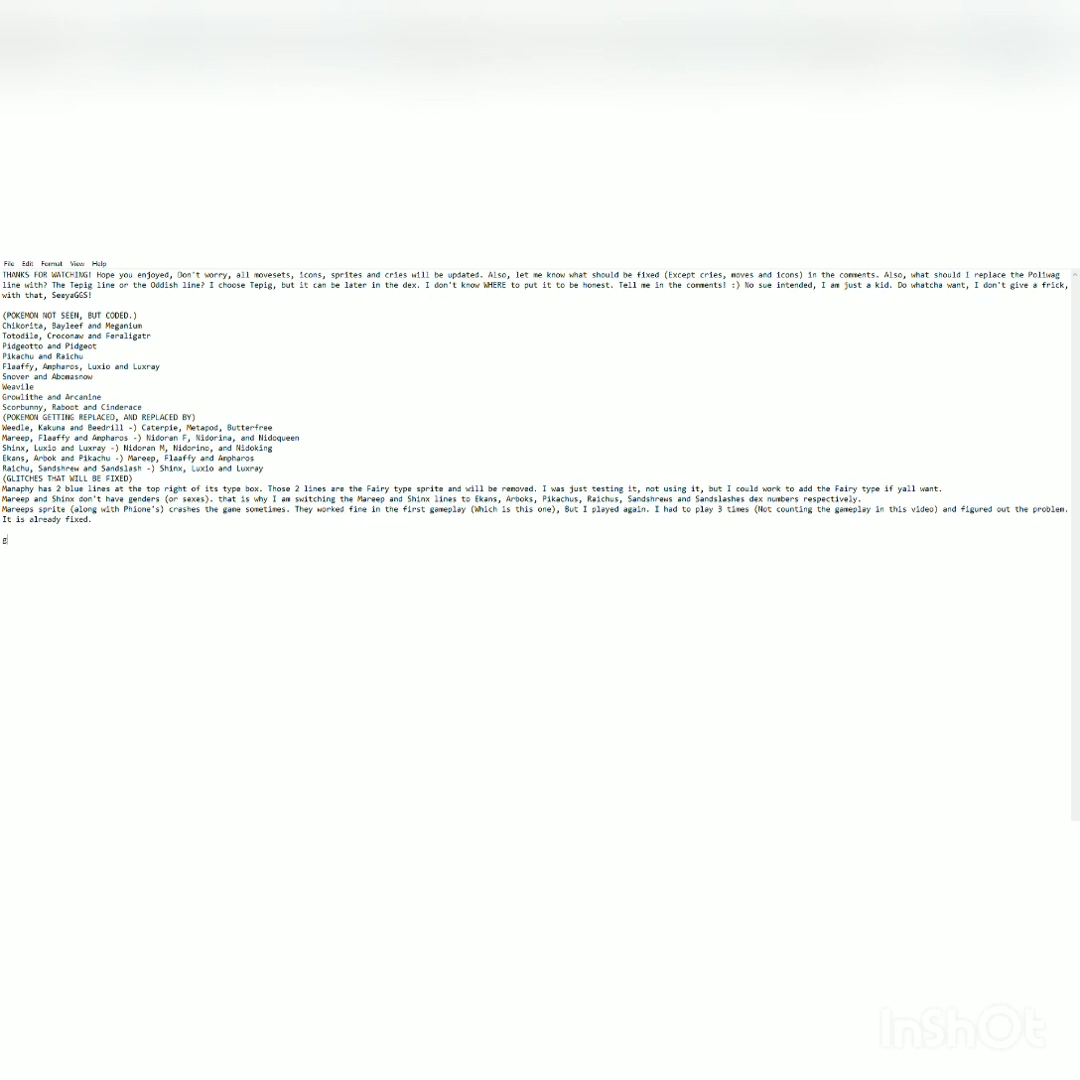 File Edit Format View Help
THANKS FOR WATCHING! Hope you enjoyed, Don't worry, all movesets, icons, sprites and cries will be updated. Also, let me know what should be fixed (Except cries, moves and icons) in the comments. Also, what should I replace the Poliwag
line with? The Tepig line or the Oddish line? I choose Tepig, but it can be later in the dex. I don't know WHERE to put it to be honest. Tell me in the comments! :) No sue intended, I am just a kid. Do whatcha want, I don't give a frick,
with that, SeeyaGGS!
(POKEMON NOT SEEN, BUT CODED.)
Chikorita, Bayleef and Meganium
Totodile, Croconaw and Feraligatr
Pidgeotto and Pidgeot
Pikachu and Raichu
Flaaffy, Ampharos, Luxio and Luxray
Snover and Abomasnow
Weavile
Growlithe and Arcanine
Scorbunny, Raboot and Cinderace
(POKEMON GETTING REPLACED, AND REPLACED BY)
Weedle, Kakuna and Beedrill -) Caterpie, Metapod, Butterfree
Mareep, Flaaffy and Ampharos -) Nidoran F, Nidorina, and Nidoqueen
Shinx, Luxio and Luxray -) Nidoran M, Nidorino, and Nidoking
Ekans, Arbok and Pikachu -) Mareep, Flaaffy and Ampharos
Raichu, Sandshrew and Sandslash -) Shinx, Luxio and Luxray
(GLITCHES THAT WILL BE FIXED)
Manaphy has 2 blue lines at the top right of its type box. Those 2 lines are the Fairy type sprite and will be removed. I was just testing it, not using it, but I could work to add the Fairy type if yall want.
Mareep and Shinx don't have genders (or sexes). that is why I am switching the Mareep and Shinx lines to Ekans, Arboks, Pikachus, Raichus, Sandshrews and Sandslashes dex numbers respectively.
Mareeps sprite (along with Phione's) crashes the game sometimes. They worked fine in the first gameplay (Which is this one), But I played again. I had to play 3 times (Not counting the gameplay in this video) and figured out the problem.
It is already fixed.
g
InShOt